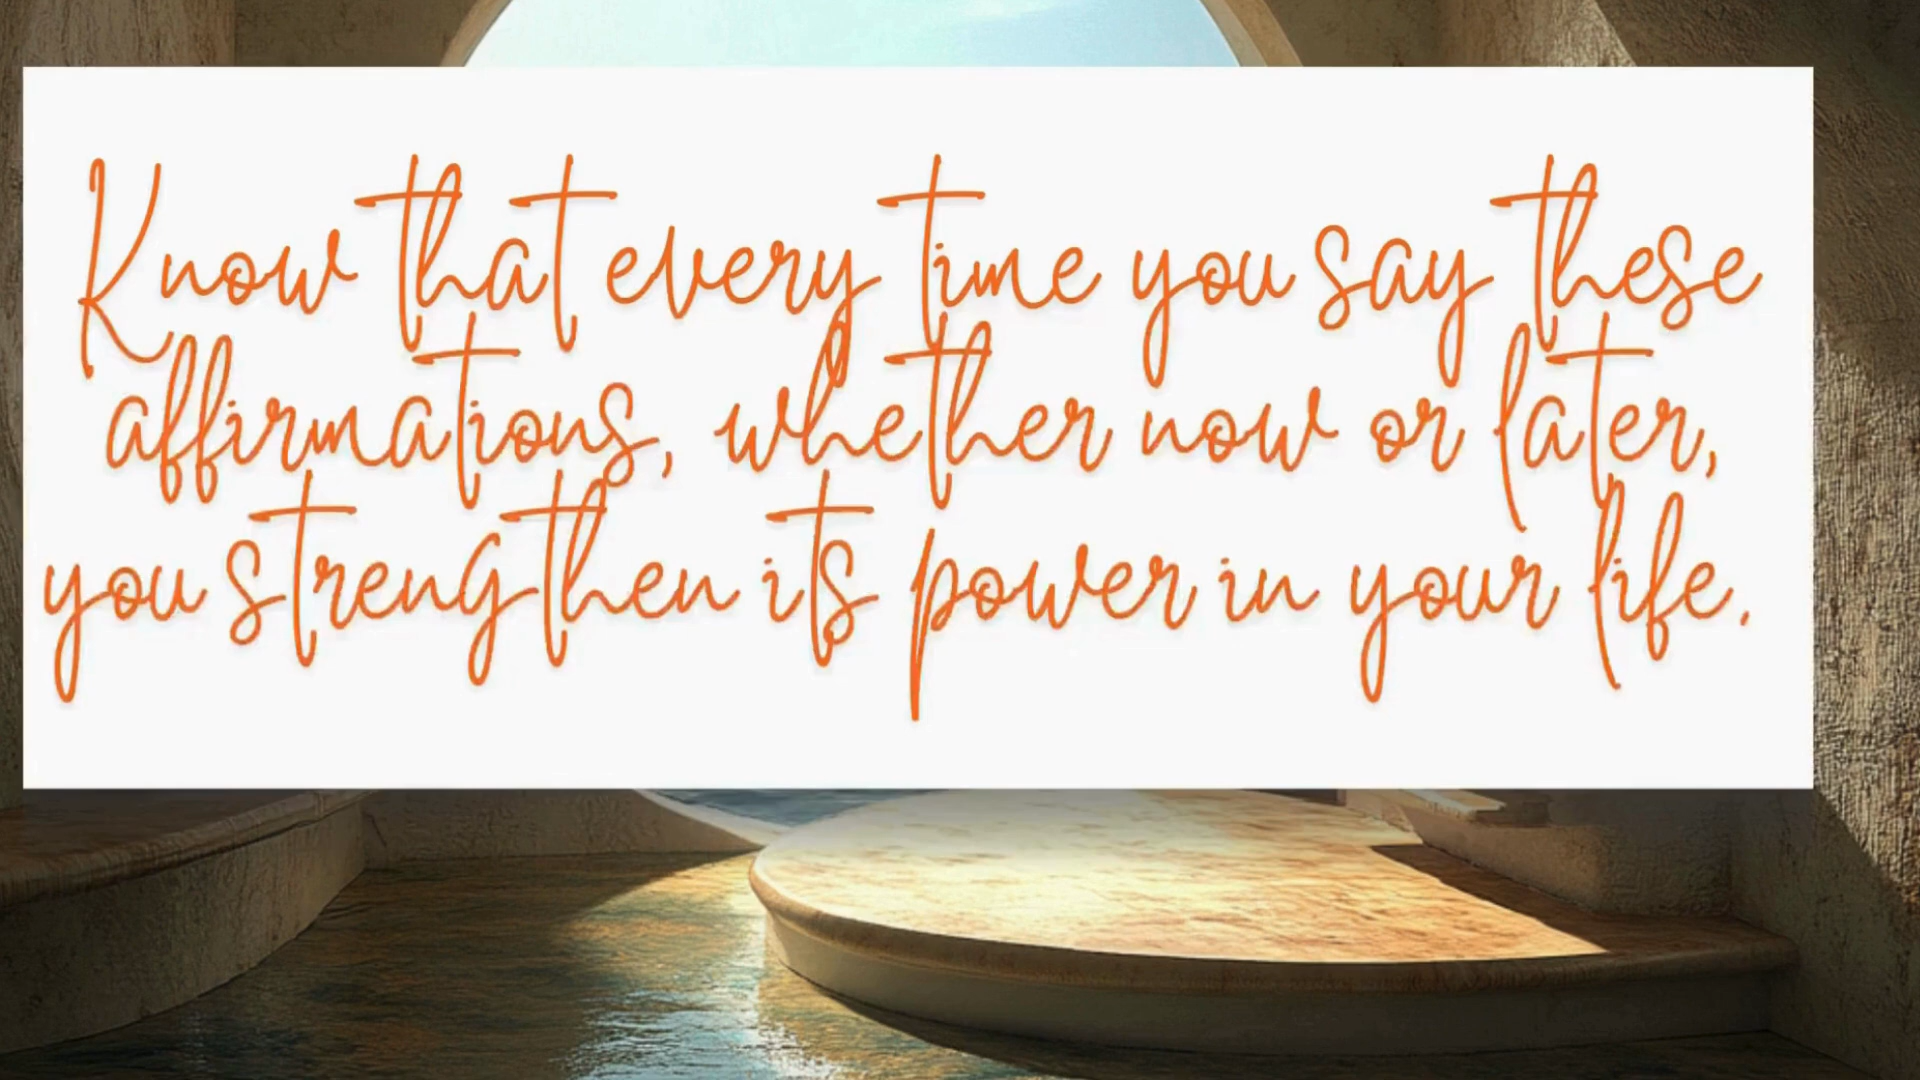 Know that every time you say these
affirmations, whether now or later,
you strengthen its power in your life.